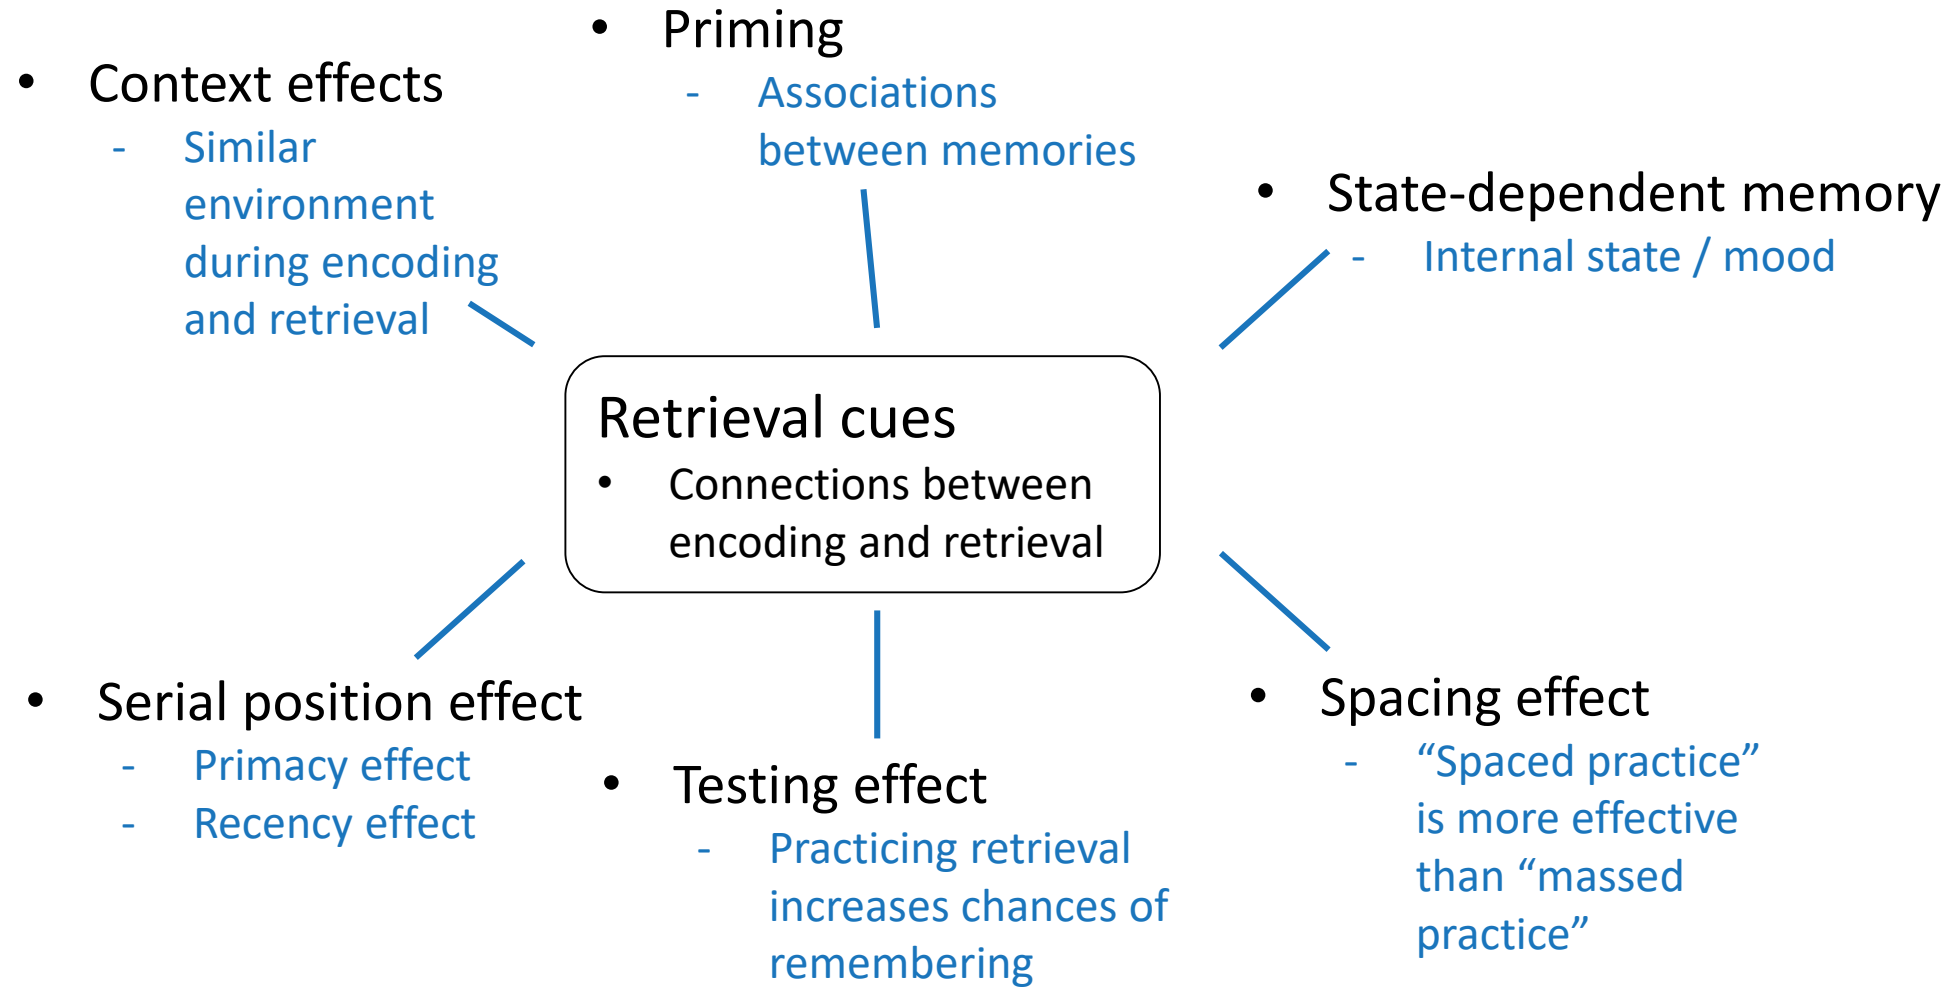 • Priming
- Associations
between memories
• Context effects
- Similar
environment
during encoding
and retrieval
• State-dependent memory
- Internal state / mood
Retrieval cues
• Connections between
encoding and retrieval
• Serial position effect
- Primacy effect
- Recency effect
• Testing effect
- Practicing retrieval
increases chances of
remembering
• Spacing effect
- “Spaced practice”
is more effective
than “massed
practice”